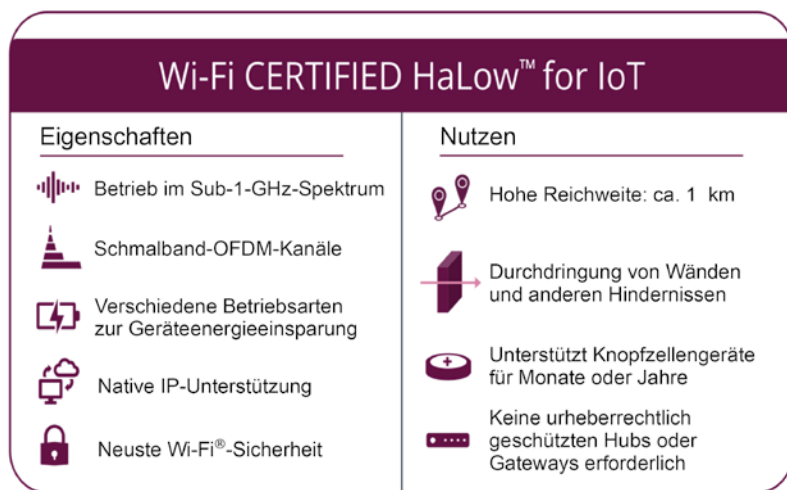 Wi-Fi CERTIFIED HaLow™ for IoT
Eigenschaften
Betrieb im Sub-1-GHz-Spektrum
Schmalband-OFDM-Kanäle
Verschiedene Betriebsarten
zur Geräteenergieeinsparung
Native IP-Unterstützung
Neuste Wi-Fi®-Sicherheit
Nutzen
Hohe Reichweite: ca. 1 km
Durchdringung von Wänden
und anderen Hindernissen
Unterstützt Knopfzellengeräte
für Monate oder Jahre
Keine urheberrechtlich
geschützten Hubs oder
Gateways erforderlich